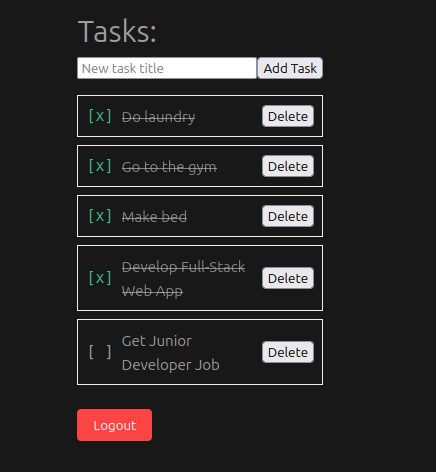 Tasks:
New task title Add Task
[x] Do laundry Delete
[x] Go to the gym Delete
[x] Make bed Delete
[x] Develop Full-Stack
Web App Delete
[ ] Get Junior
Developer Job Delete
Logout